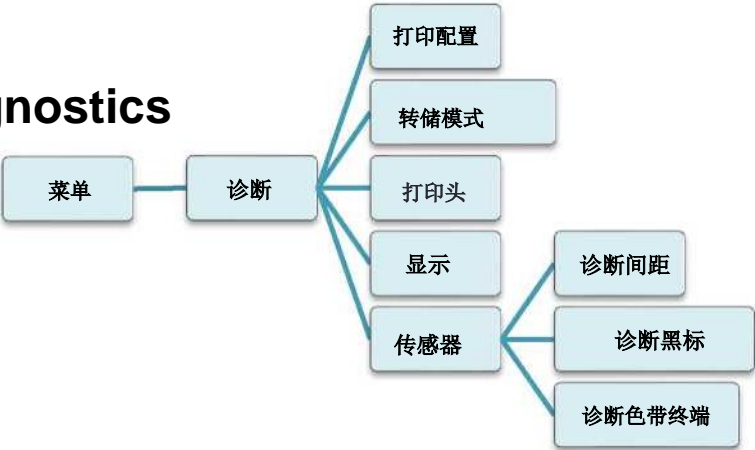 gnostics
菜单
诊断
打印配置
转储模式
打印头
显示
传感器
诊断间距
诊断黑标
诊断色带终端